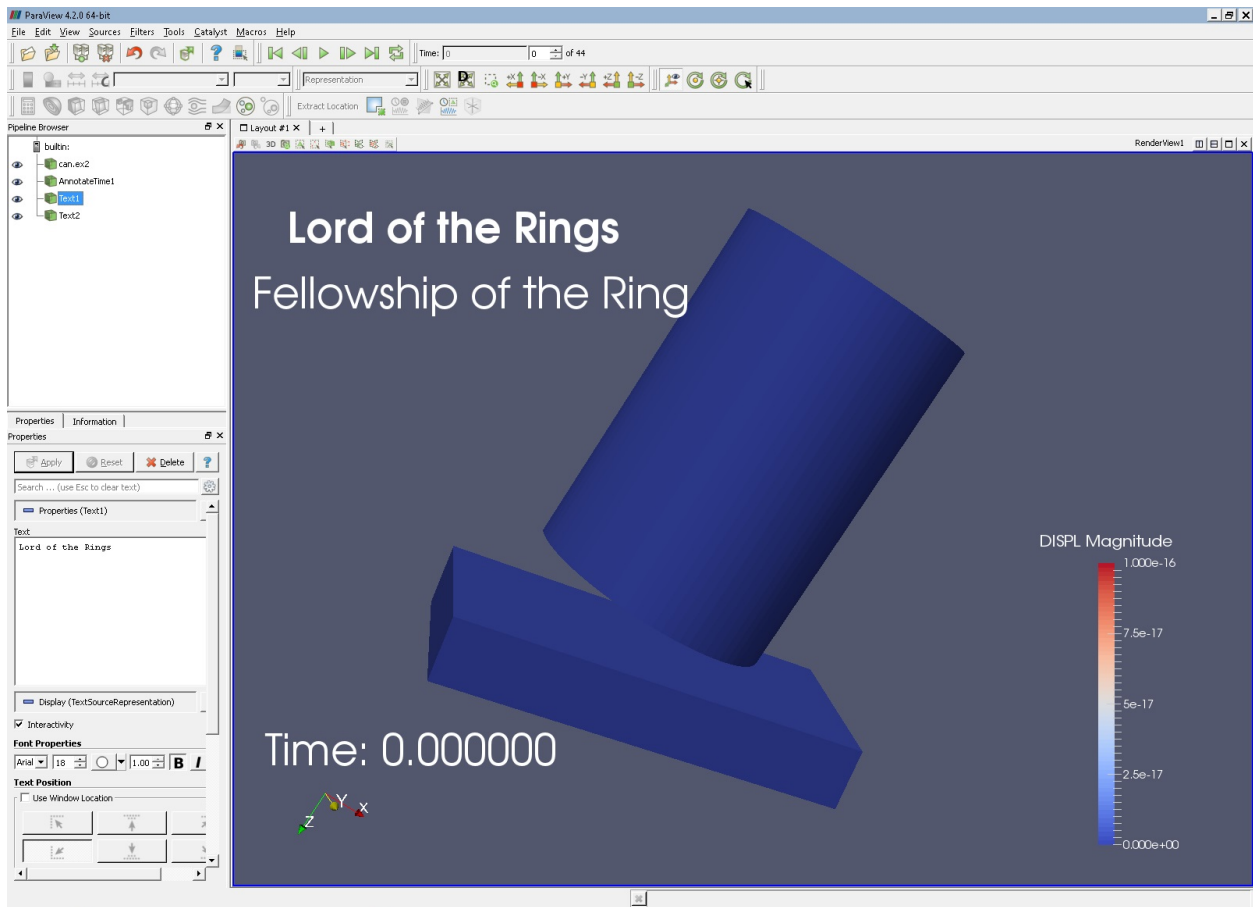 ParaView 4.2.0 64-bit
File Edit View Sources Filters Tools Catalyst Macros Help
Time: 0 0 of 44
Representation
Extract Location
Pipeline Browser
Layout #1
3D
RenderView1
builtin:
can.ex2
AnnotateTime1
Text1
Text2
Lord of the Rings
Fellowship of the Ring
Properties Information
Properties
Apply Reset Delete ?
Search ... (use Esc to clear text)
Properties (Text1)
Text
Lord of the Rings
Display (TextSourceRepresentation)
Interactivity
Font Properties
Arial 18 1.00 B I
Text Position
Use Window Location
DISPL Magnitude
1.000e-16
7.5e-17
5e-17
2.5e-17
0.000e+00
Time: 0.000000
Y
X
Z